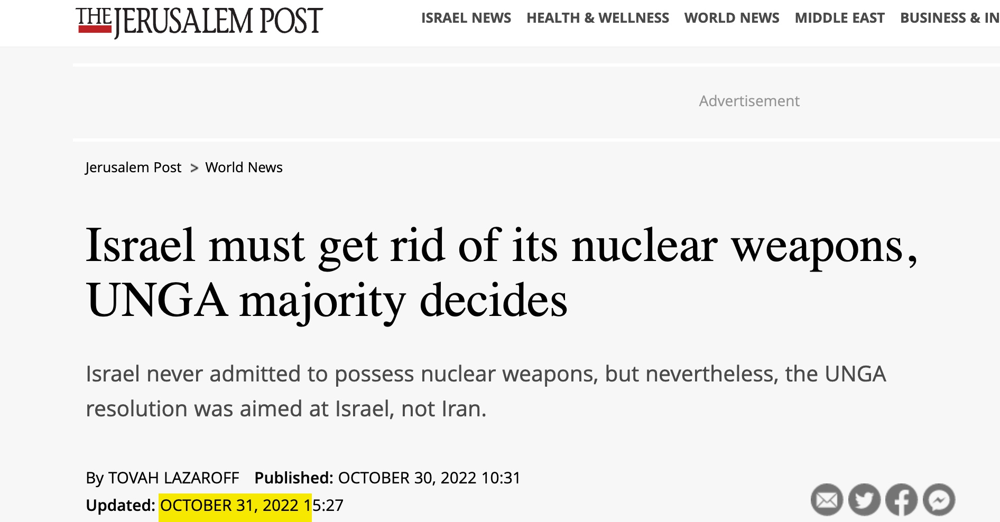 THE JERUSALEM POST
ISRAEL NEWS HEALTH & WELLNESS WORLD NEWS MIDDLE EAST BUSINESS & IN
Advertisement
Jerusalem Post > World News
Israel must get rid of its nuclear weapons,
UNGA majority decides
Israel never admitted to possess nuclear weapons, but nevertheless, the UNGA
resolution was aimed at Israel, not Iran.
By TOVAH LAZAROFF Published: OCTOBER 30, 2022 10:31
Updated: OCTOBER 31, 2022 15:27